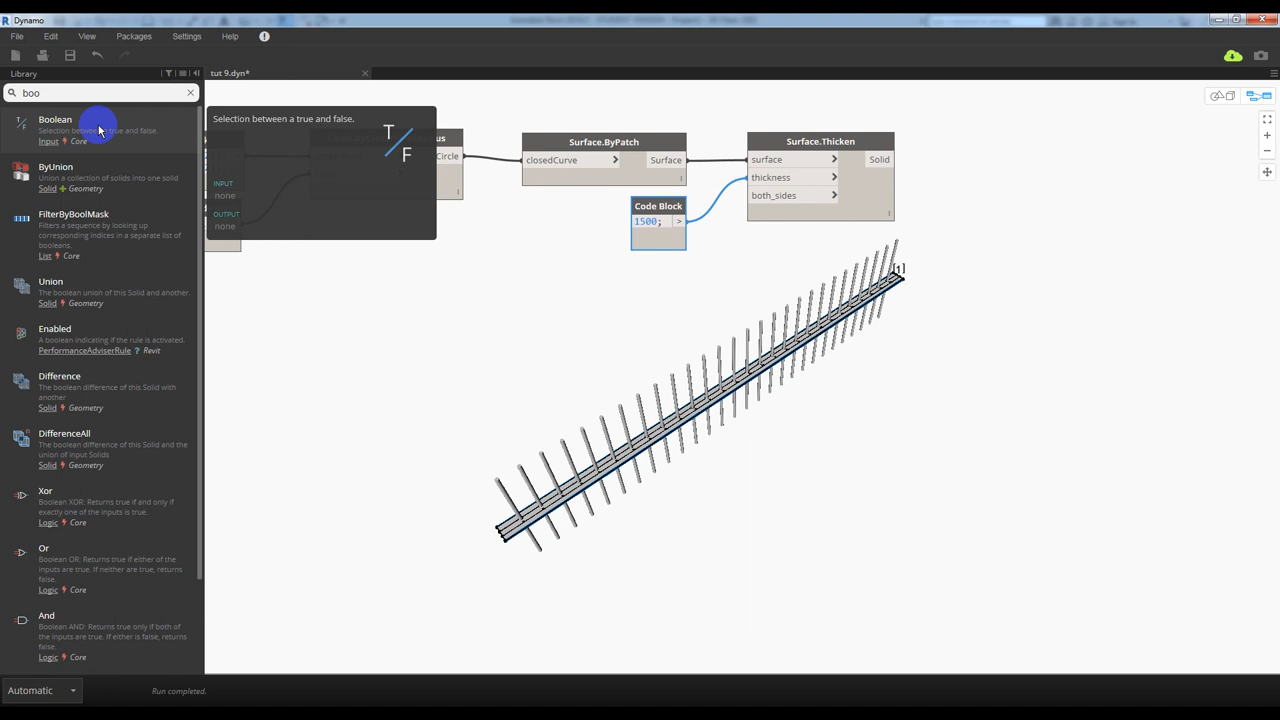 Dynamo
File Edit View Packages Settings Help
Library
tut 9.dyn*
boo
Boolean
Selection between a true and false.
Input Core
ByUnion
Union a collection of solids into one solid
Solid Geometry
FilterByBoolMask
Filters a sequence by looking up
corresponding indices in a separate list of
booleans.
List Core
Union
The boolean union of this Solid and another.
Solid Geometry
Enabled
A boolean indicating if the rule is activated.
PerformanceAdviserRule ? Revit
Difference
The boolean difference of this Solid with
another
Solid Geometry
DifferenceAll
The boolean difference of this Solid and the
union of input Solids
Solid Geometry
Xor
Boolean XOR: Returns true if and only if
exactly one of the inputs is true.
Logic Core
Or
Boolean OR: Returns true if either of the
inputs are true. If neither are true, returns
false.
Logic Core
And
Boolean AND: Returns true only if both of
the inputs are true. If either is false, returns
false.
Logic Core
Selection between a true and false.
T
F
INPUT
none
OUTPUT
none
Circle
Surface.ByPatch
closedCurve > Surface
Code Block
1500; >
Surface.Thicken
surface > Solid
thickness >
both_sides >
[1]
Automatic
Run completed.